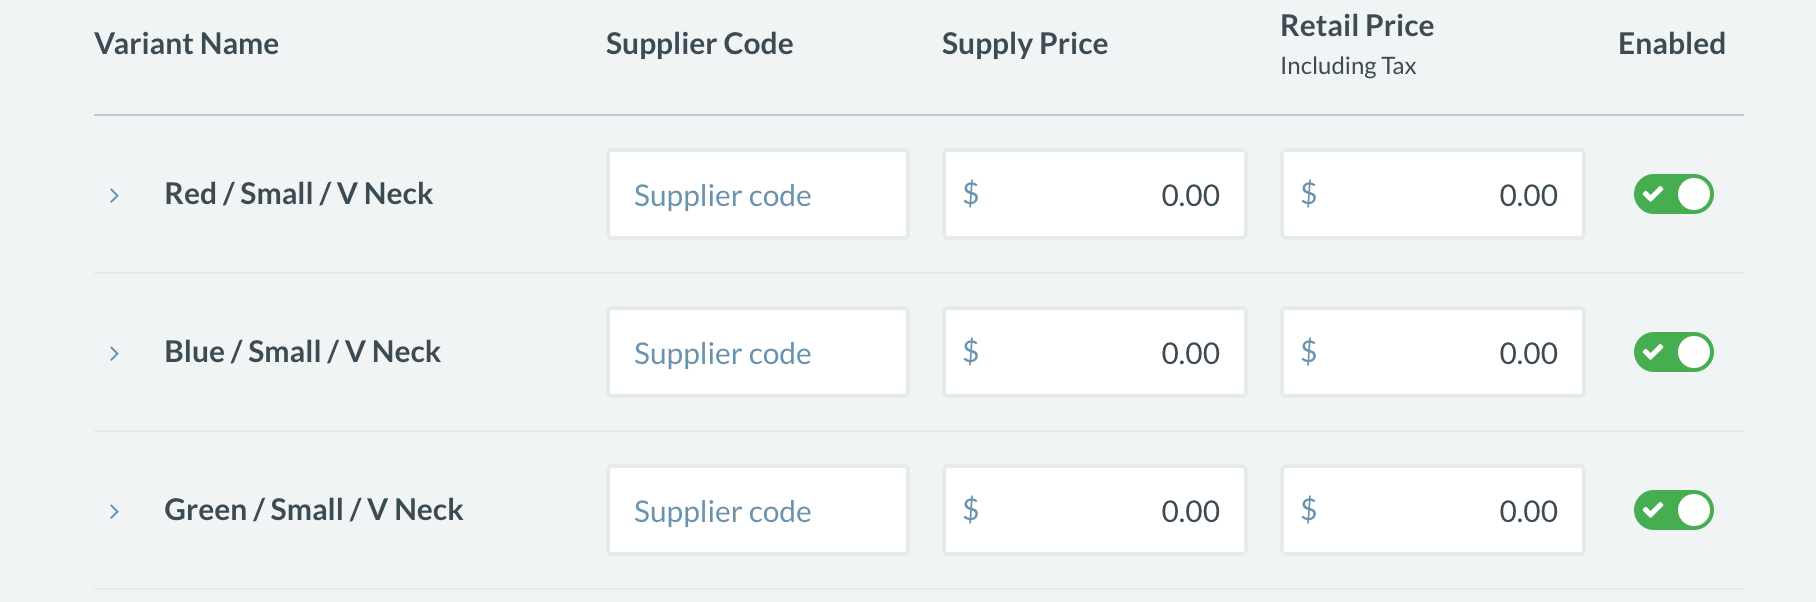 Variant Name Supplier Code Supply Price Retail Price Including Tax Enabled
Red / Small / V Neck Supplier code $ 0.00 $ 0.00
Blue / Small / V Neck Supplier code $ 0.00 $ 0.00
Green / Small / V Neck Supplier code $ 0.00 $ 0.00